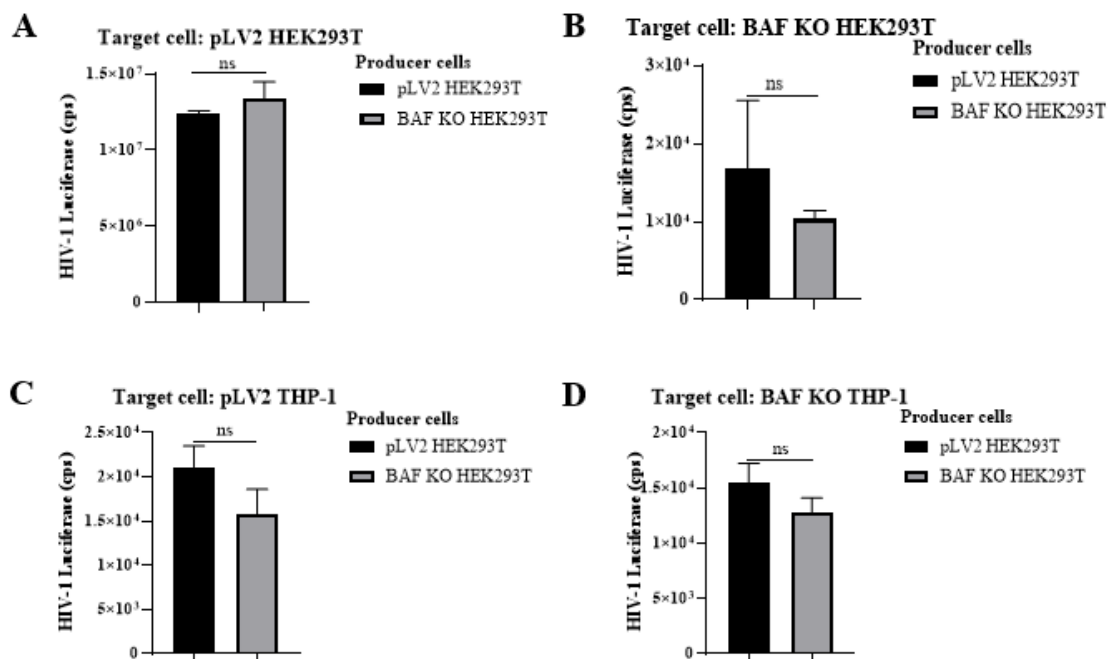 A
Target cell: pLV2 HEK293T
ns
Producer cells
pLV2 HEK293T
BAF KO HEK293T
HIV-1 Luciferase (cps)
1.5×10⁷
1×10⁷
5×10⁶
0
B
Target cell: BAF KO HEK293T
ns
Producer cells
pLV2 HEK293T
BAF KO HEK293T
HIV-1 Luciferase (cps)
3×10⁴
2×10⁴
1×10⁴
0
C
Target cell: pLV2 THP-1
ns
Producer cells
pLV2 HEK293T
BAF KO HEK293T
HIV-1 Luciferase (cps)
2.5×10⁴
2×10⁴
1.5×10⁴
1×10⁴
5×10³
0
D
Target cell: BAF KO THP-1
ns
Producer cells
pLV2 HEK293T
BAF KO HEK293T
HIV-1 Luciferase (cps)
2×10⁴
1.5×10⁴
1×10⁴
5×10³
0